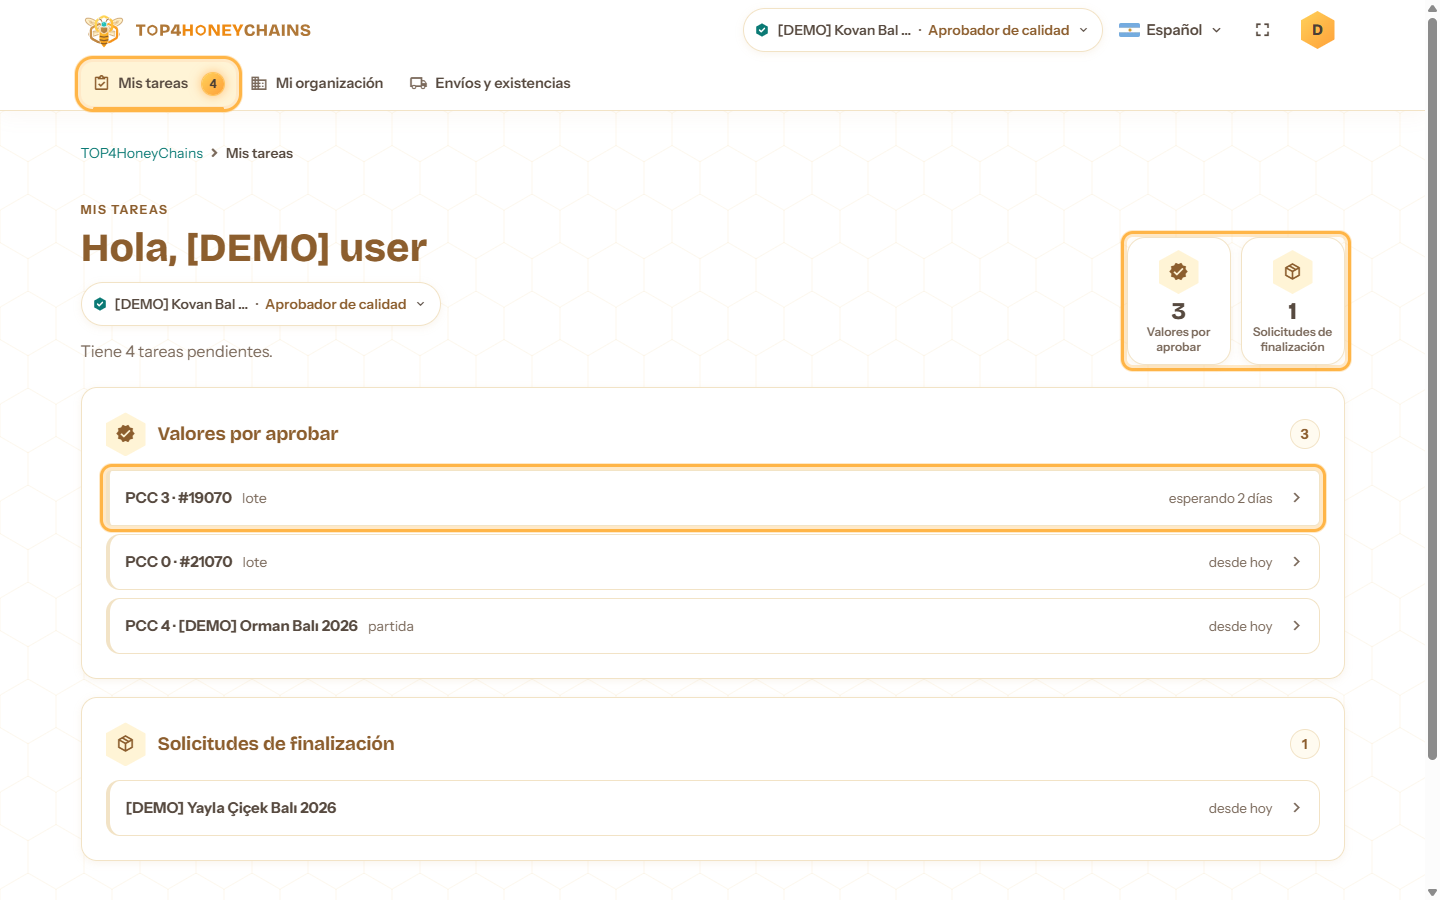 TOP4HONEYCHAINS
[DEMO] Kovan Bal ... · Aprobador de calidad
Español
D
Mis tareas 4
Mi organización
Envíos y existencias
TOP4HoneyChains > Mis tareas
MIS TAREAS
Hola, [DEMO] user
[DEMO] Kovan Bal ... · Aprobador de calidad
Tiene 4 tareas pendientes.
3
Valores por
aprobar
1
Solicitudes de
finalización
Valores por aprobar 3
PCC 3 · #19070 lote esperando 2 días
PCC 0 · #21070 lote desde hoy
PCC 4 · [DEMO] Orman Balı 2026 partida desde hoy
Solicitudes de finalización 1
[DEMO] Yayla Çiçek Balı 2026 desde hoy